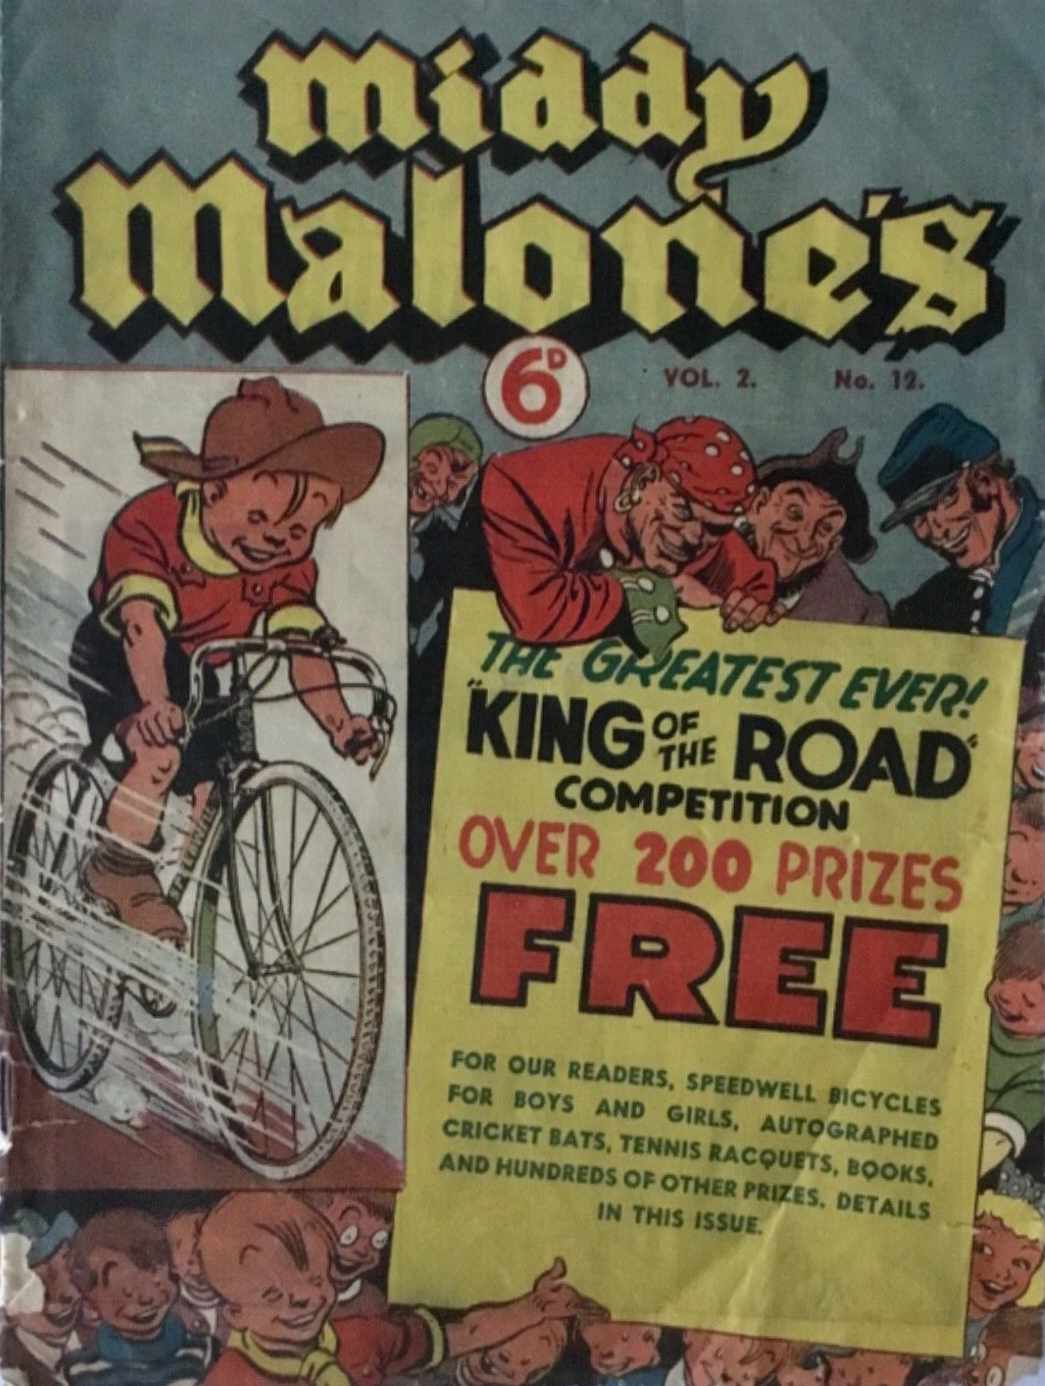 middy
Malone's
6D
VOL. 2. No. 12.
THE GREATEST EVER!
"KING OF THE ROAD"
COMPETITION
OVER 200 PRIZES
FREE
FOR OUR READERS, SPEEDWELL BICYCLES
FOR BOYS AND GIRLS, AUTOGRAPHED
CRICKET BATS, TENNIS RACQUETS, BOOKS,
AND HUNDREDS OF OTHER PRIZES. DETAILS
IN THIS ISSUE.